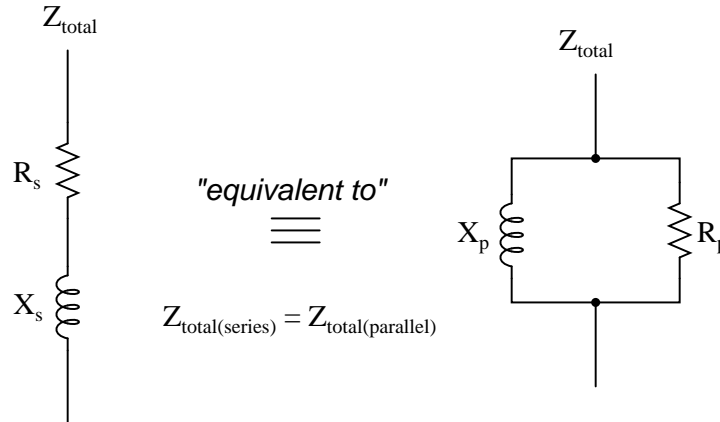 Z_total
R_s
X_s
"equivalent to"
Z_total(series) = Z_total(parallel)
Z_total
X_p
R_p